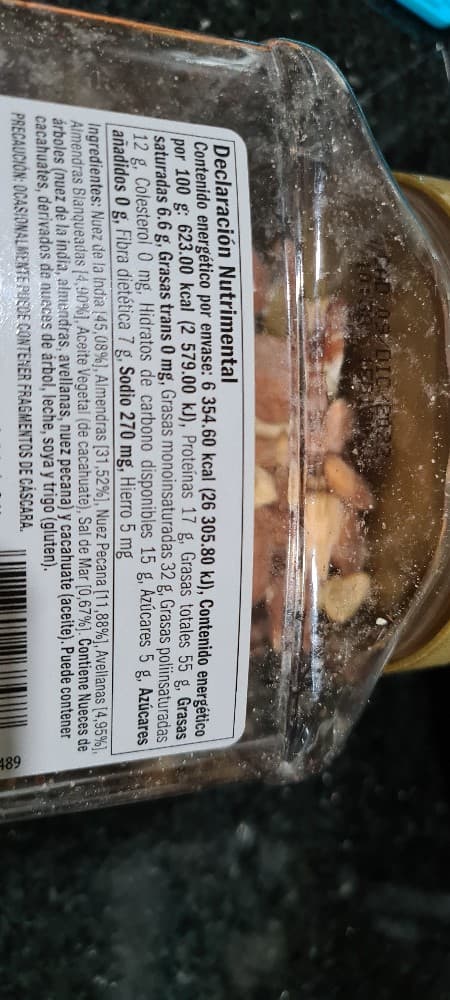 Declaración Nutrimental
Contenido energético por envase: 6 354.60 kcal (26 305.80 kJ), Contenido energético
por 100 g: 623.00 kcal (2 579.00 kJ), Proteínas 17 g, Grasas totales 55 g, Grasas
saturadas 6.6 g, Grasas trans 0 mg, Grasas monoinsaturadas 32 g, Grasas poliinsaturadas
12 g, Colesterol 0 mg, Hidratos de carbono disponibles 15 g, Azúcares 5 g, Azúcares
añadidos 0 g, Fibra dietética 7 g, Sodio 270 mg, Hierro 5 mg
Ingredientes: Nuez de la India [45,08%], Almendras [31,52%], Nuez Pecana [11,88%], Avellanas [4,95%],
Almendras Blanqueadas [4,90%], Aceite Vegetal (de cacahuate), Sal de Mar [0,67%]. Contiene Nueces de
árboles (nuez de la india, almendras, avellanas, nuez pecana) y cacahuate (aceite). Puede contener
cacahuates, derivados de nueces de árbol, leche, soya y trigo (gluten).
PRECAUCIÓN: OCASIONALMENTE PUEDE CONTENER FRAGMENTOS DE CÁSCARA.
489